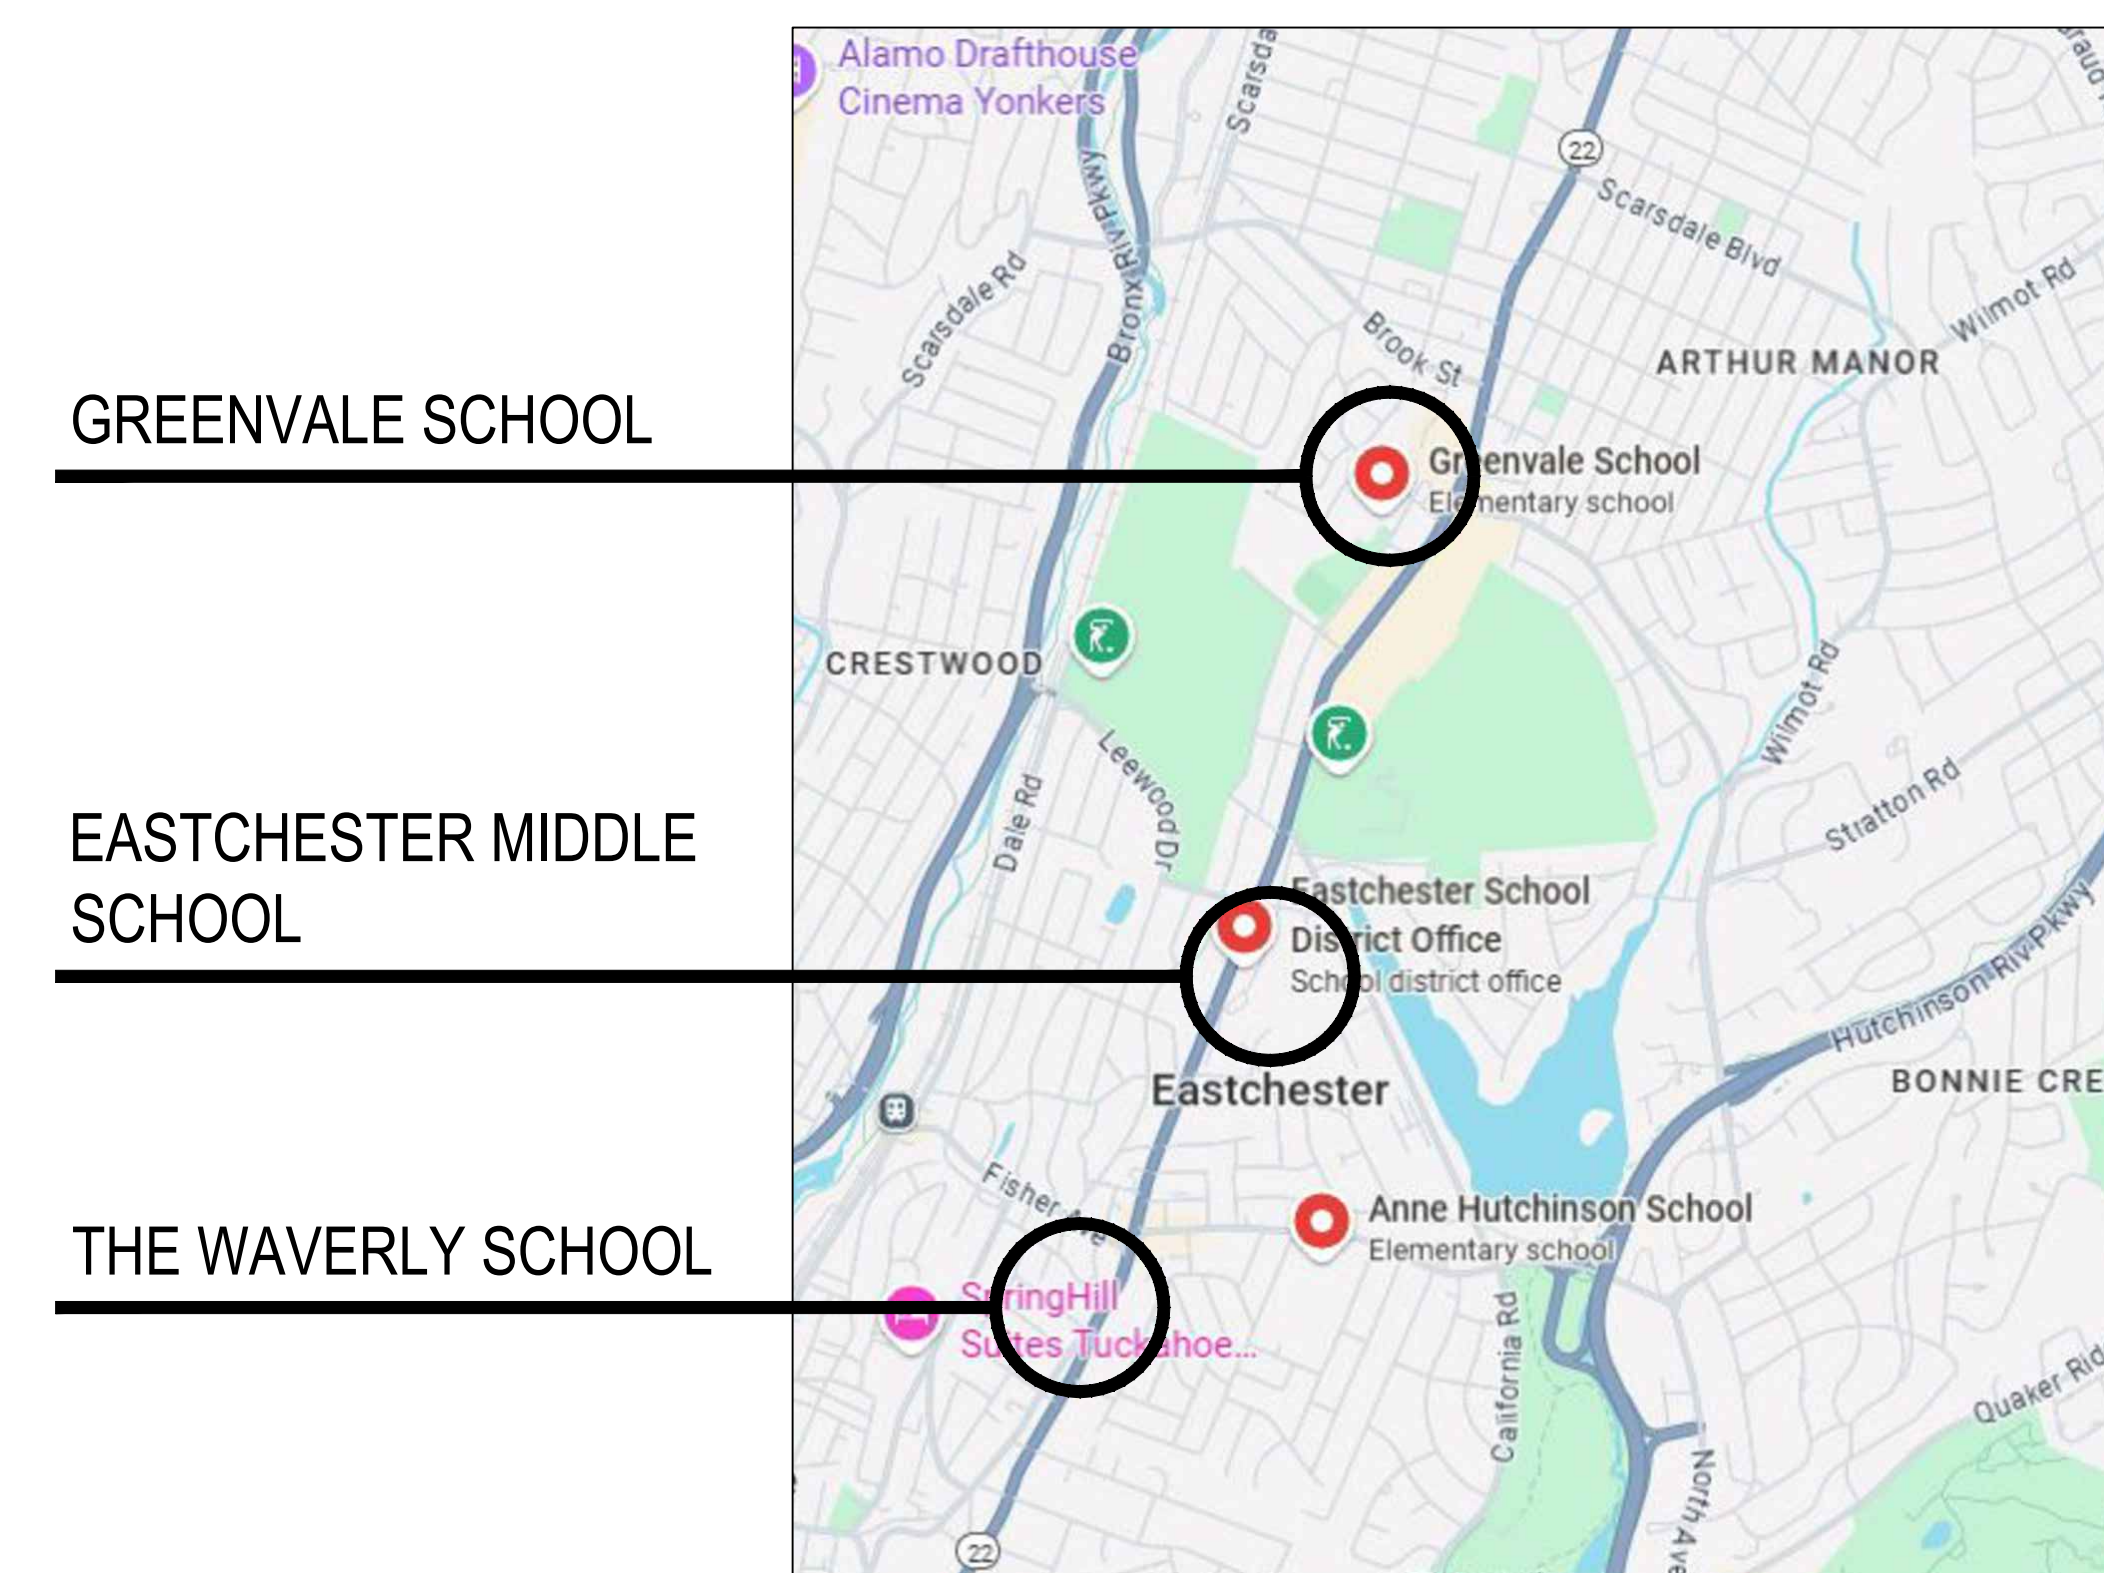 Alamo Drafthouse
Cinema Yonkers
Scarsda
22
Scarsdale Blvd
Bronx Riv Pkwy
Scarsdale Rd
Wilmot Rd
Brook St
ARTHUR MANOR
GREENVALE SCHOOL
Greenvale School
Elementary school
CRESTWOOD
Wilmot Rd
Leewood Dr
Dale Rd
Stratton Rd
EASTCHESTER MIDDLE
SCHOOL
Eastchester School
District Office
School district office
Hutchinson Riv Pkwy
Eastchester
BONNIE CRE
Fisher Ave
Anne Hutchinson School
Elementary school
THE WAVERLY SCHOOL
SpringHill
Suites Tuckahoe...
California Rd
Quaker Rid
North Ave
22